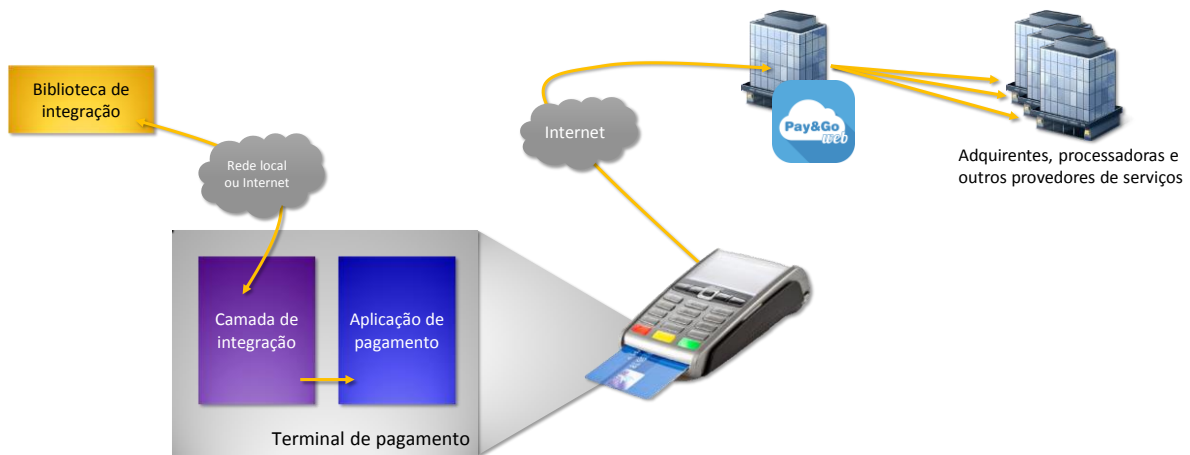 Biblioteca de
integração
Rede local
ou Internet
Internet
Pay&Go
web
Adquirentes, processadoras e
outros provedores de serviços
Camada de
integração
Aplicação de
pagamento
Terminal de pagamento